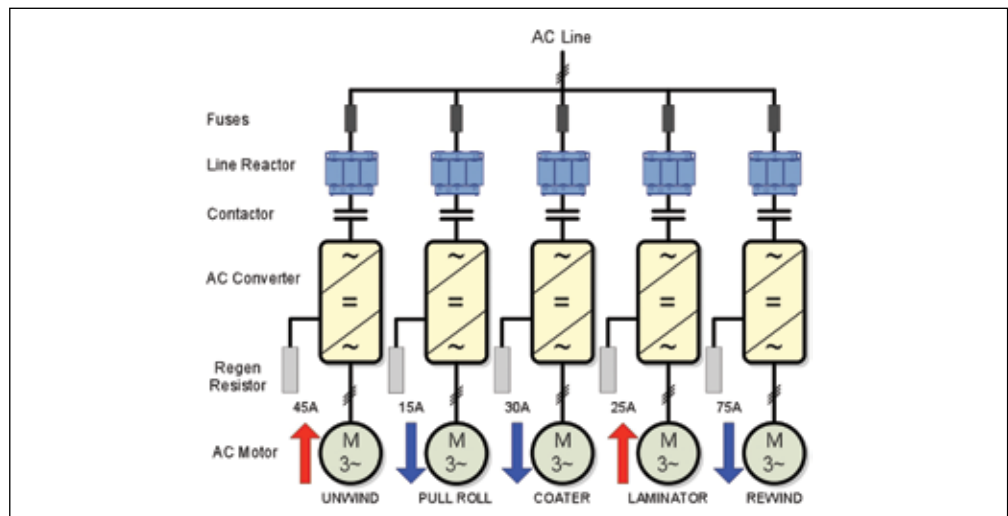 AC Line
Fuses
Line Reactor
Contactor
AC Converter
~ ~ ~ ~ ~
= = = = =
~ ~ ~ ~ ~
Regen
Resistor
45A 15A 30A 25A 75A
AC Motor
M M M M M
3~ 3~ 3~ 3~ 3~
UNWIND PULL ROLL COATER LAMINATOR REWIND